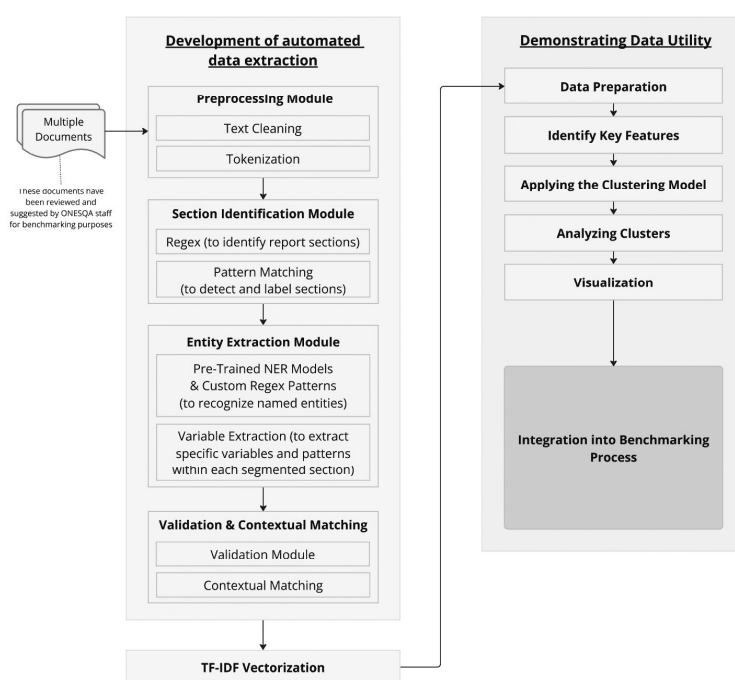 Development of automated
data extraction
Preprocessing Module
Text Cleaning
Tokenization
Multiple
Documents
These documents have
been reviewed and
suggested by ONESQA staff
for benchmarking purposes
Section Identification Module
Regex (to identify report sections)
Pattern Matching
(to detect and label sections)
Entity Extraction Module
Pre-Trained NER Models
& Custom Regex Patterns
(to recognize named entities)
Variable Extraction (to extract
specific variables and patterns
within each segmented section)
Validation & Contextual Matching
Validation Module
Contextual Matching
TF-IDF Vectorization
Demonstrating Data Utility
Data Preparation
Identify Key Features
Applying the Clustering Model
Analyzing Clusters
Visualization
Integration into Benchmarking
Process